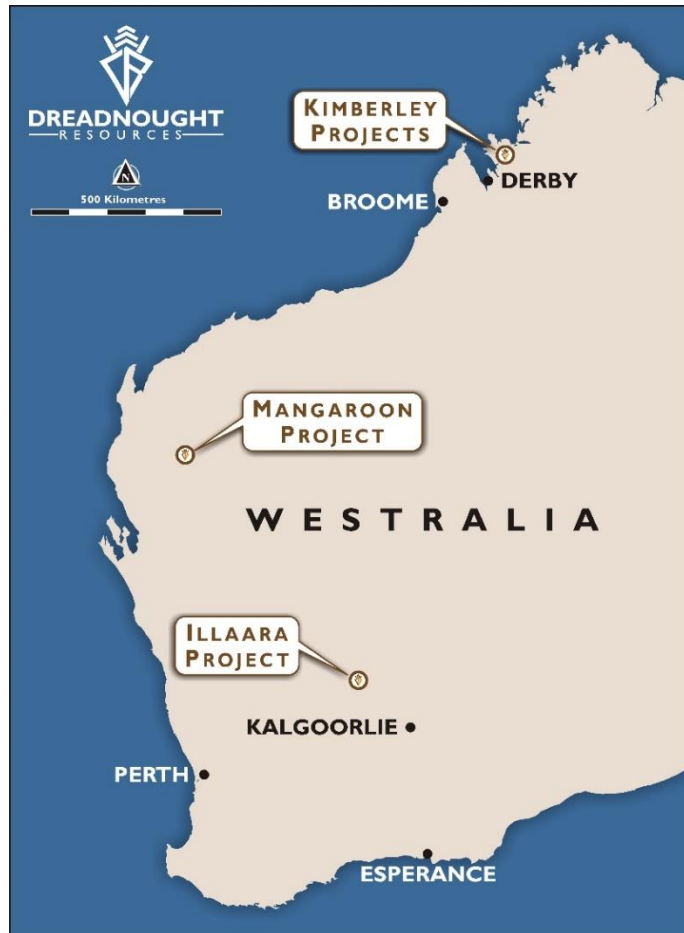 DREADNOUGHT
RESOURCES
N
500 Kilometres
KIMBERLEY
PROJECTS
DERBY
BROOME
MANGAROON
PROJECT
WESTRALIA
ILLAARA
PROJECT
KALGOORLIE
PERTH
ESPERANCE